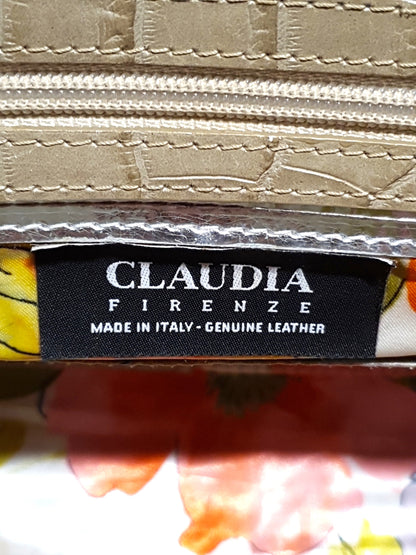 CLAUDIA
FIRENZE
MADE IN ITALY - GENUINE LEATHER